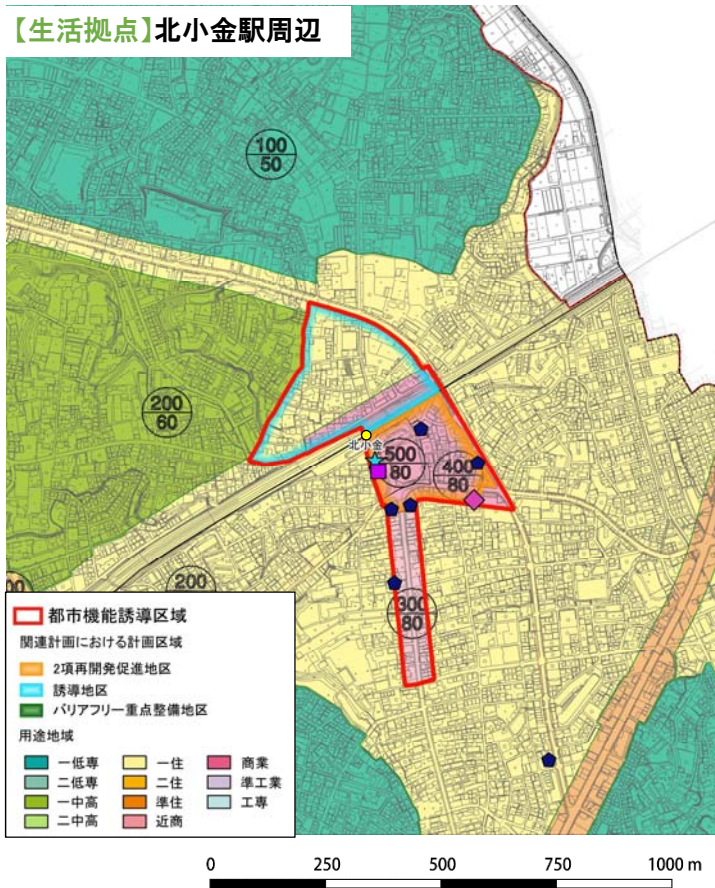 【生活拠点】北小金駅周辺
100
50
200
60
北小金
500
80
400
80
200
300
80
都市機能誘導区域
関連計画における計画区域
2項再開発促進地区
誘導地区
バリアフリー重点整備地区
用途地域
一低専
一住
商業
二低専
二住
準工業
一中高
準住
工専
二中高
近商
0 250 500 750 1000 m